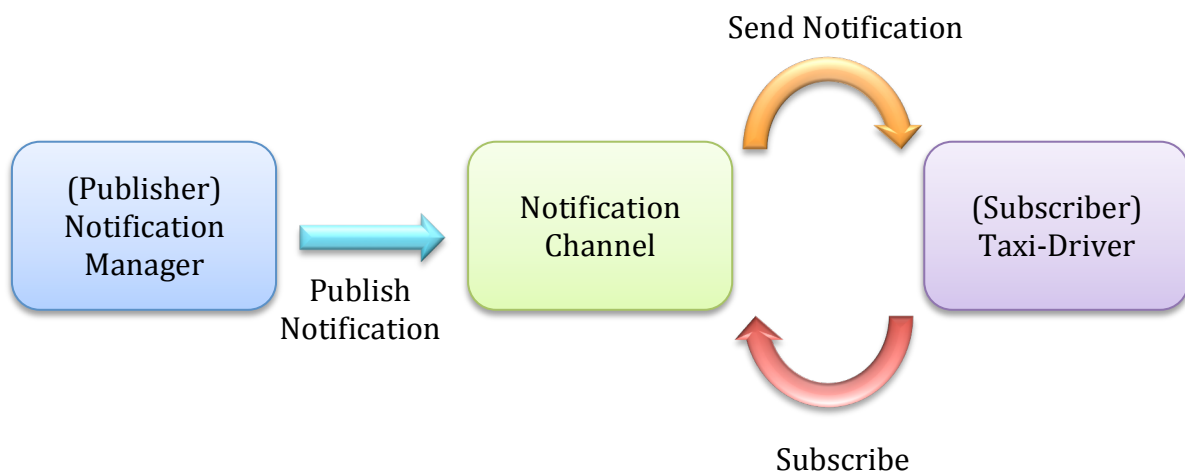 Send Notification
(Publisher)
Notification
Manager
Publish
Notification
Notification
Channel
(Subscriber)
Taxi-Driver
Subscribe